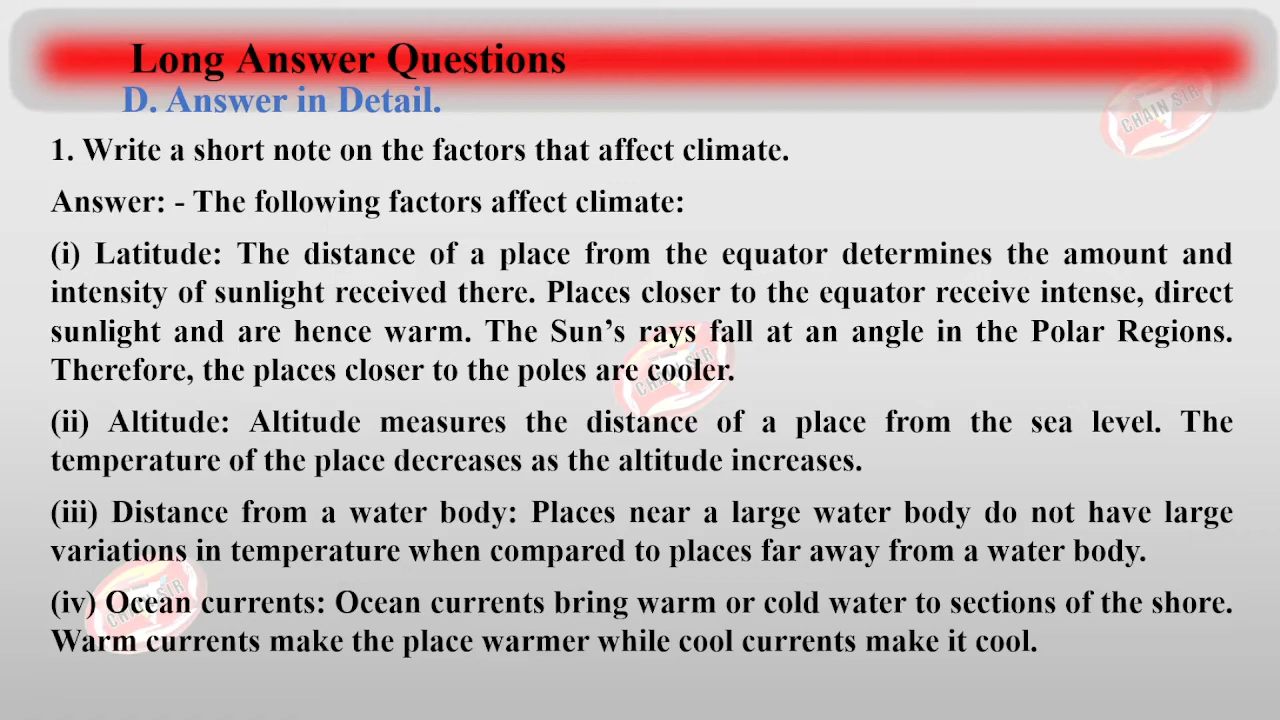 Long Answer Questions
D. Answer in Detail.
CHAIN SIR
1. Write a short note on the factors that affect climate.
Answer: - The following factors affect climate:
(i) Latitude: The distance of a place from the equator determines the amount and
intensity of sunlight received there. Places closer to the equator receive intense, direct
sunlight and are hence warm. The Sun’s rays fall at an angle in the Polar Regions.
Therefore, the places closer to the poles are cooler.
CHAIN SIR
(ii) Altitude: Altitude measures the distance of a place from the sea level. The
temperature of the place decreases as the altitude increases.
(iii) Distance from a water body: Places near a large water body do not have large
variations in temperature when compared to places far away from a water body.
(iv) Ocean currents: Ocean currents bring warm or cold water to sections of the shore.
Warm currents make the place warmer while cool currents make it cool.
CHAIN SIR